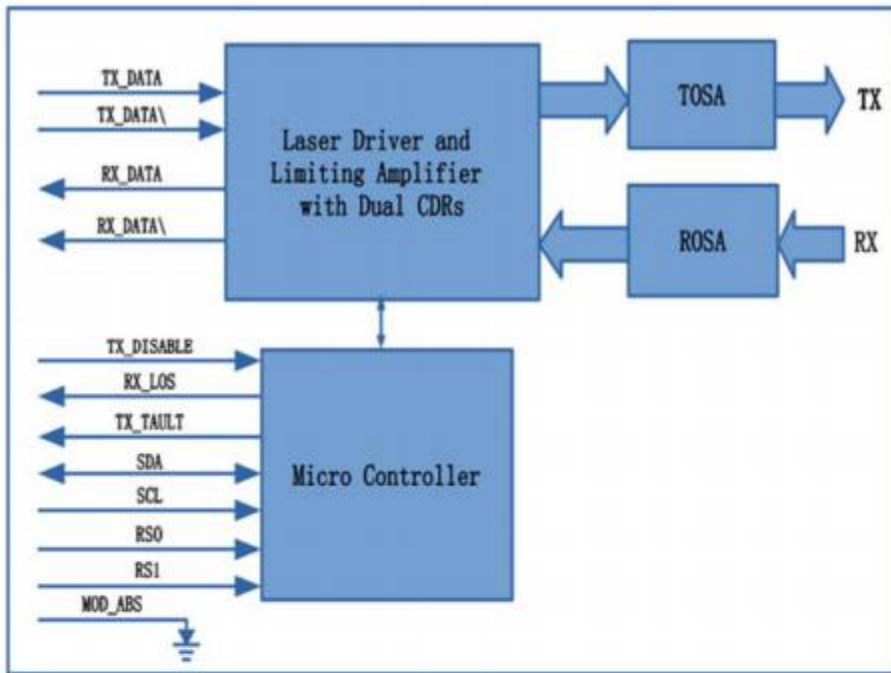 TX_DATA
TX_DATA\
RX_DATA
RX_DATA\
Laser Driver and
Limiting Amplifier
with Dual CDRs
TOSA
TX
ROSA
RX
TX_DISABLE
RX_LOS
TX_TAULT
SDA
SCL
RS0
RS1
MOD_ABS
Micro Controller